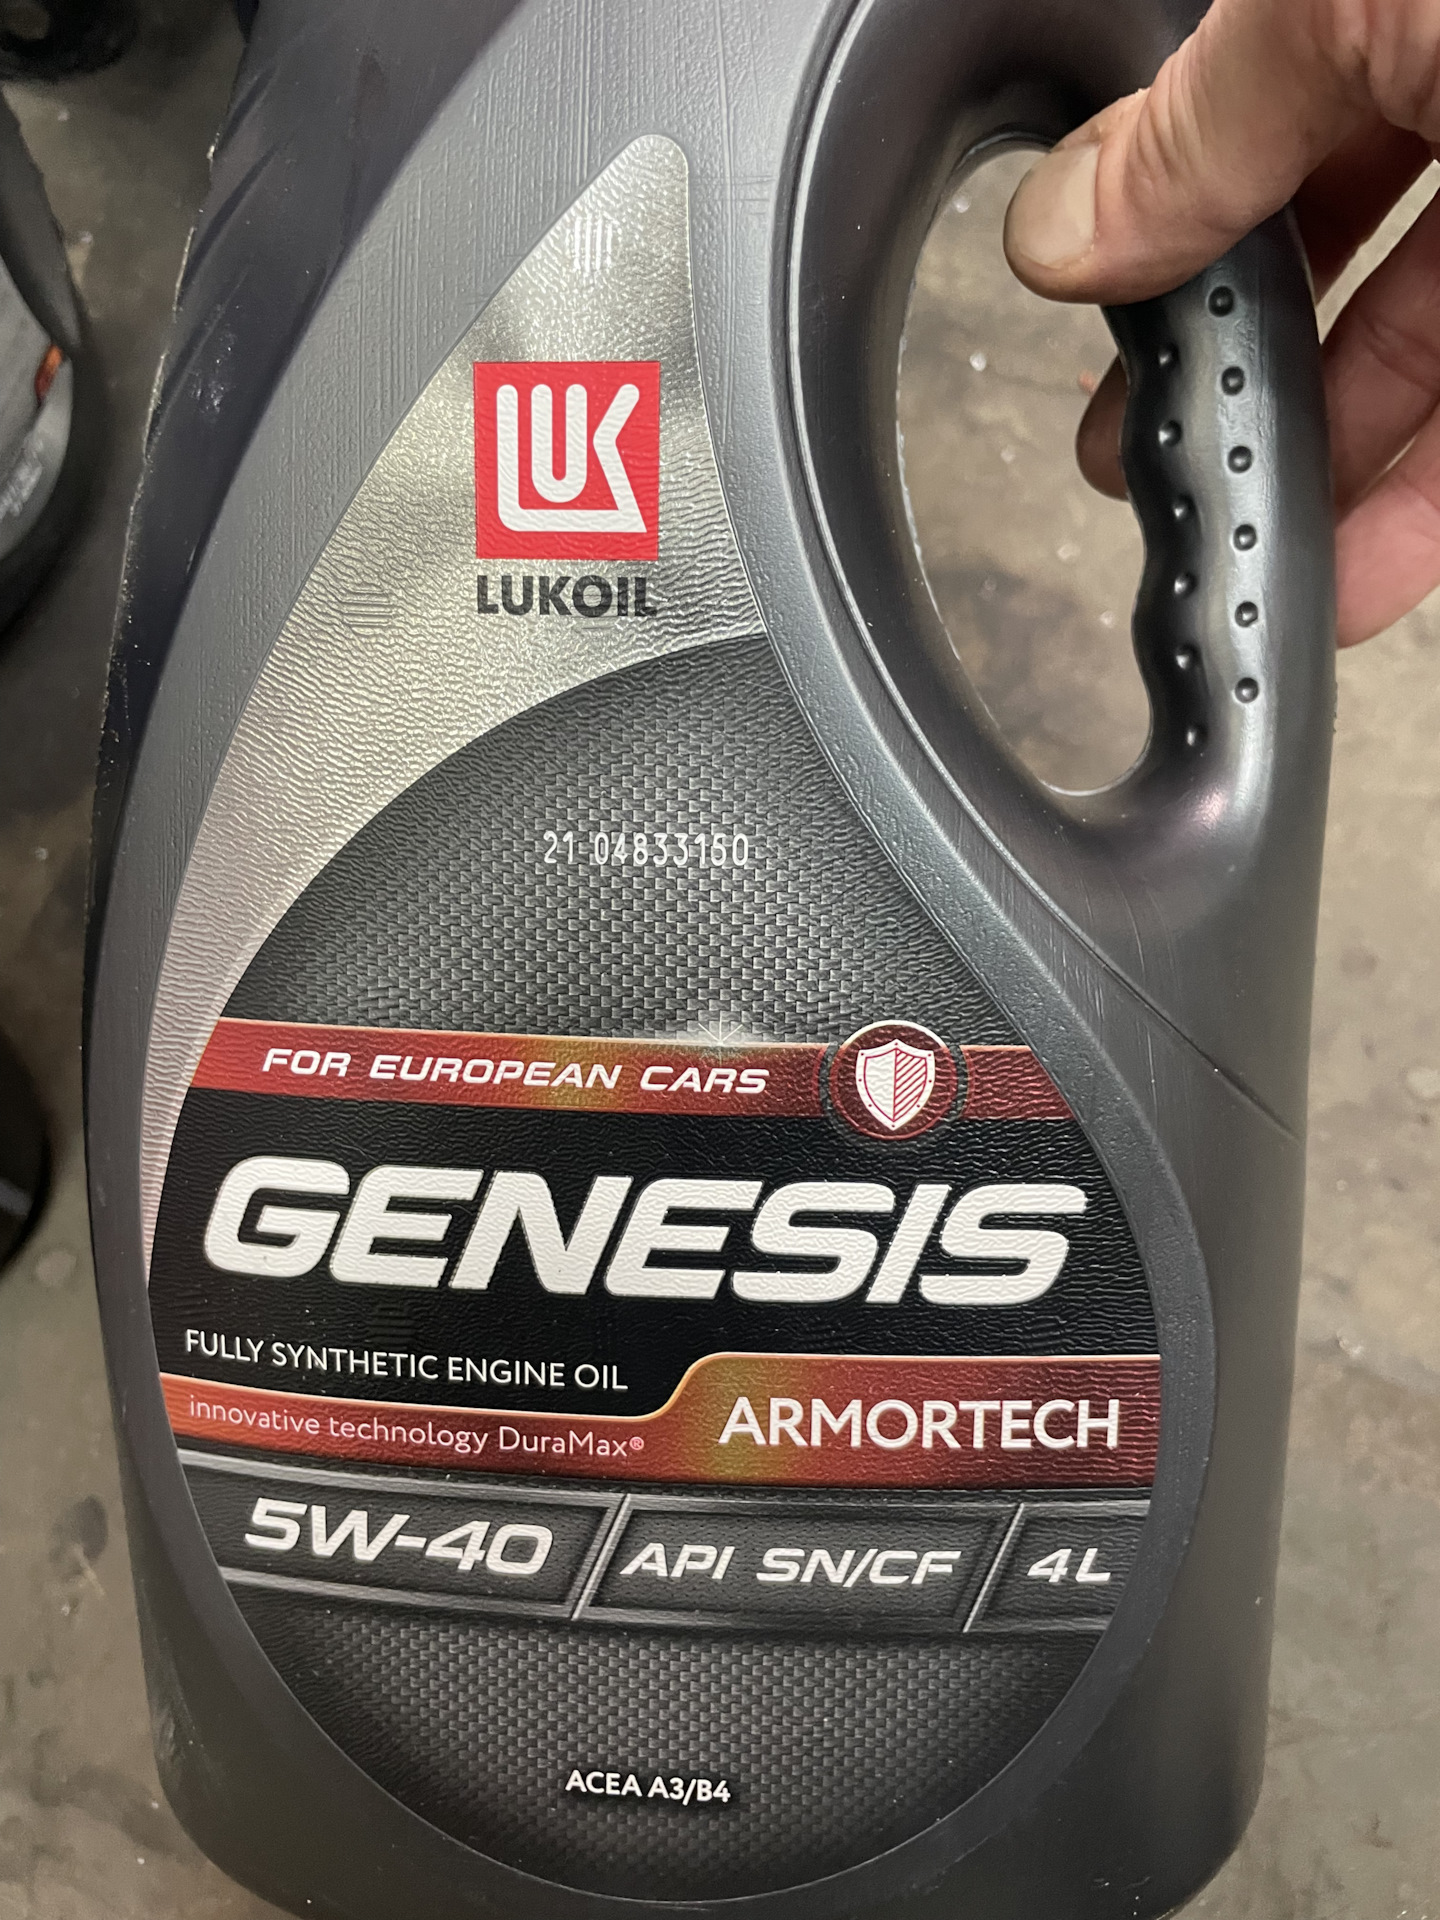 LUK
LUKOIL
21 04833150
FOR EUROPEAN CARS
GENESIS
FULLY SYNTHETIC ENGINE OIL
innovative technology DuraMax®
ARMORTECH
5W-40 API SN/CF 4L
ACEA A3/B4